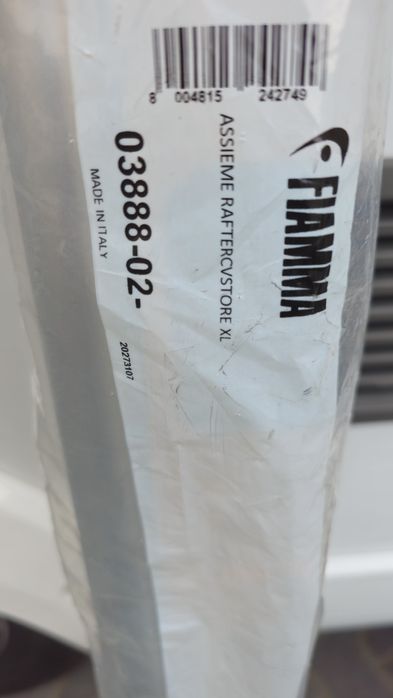 8 004815 242749
FIAMMA
ASSIEME RAFTERCVSTORE XL
03888-02-
MADE IN ITALY
20273107